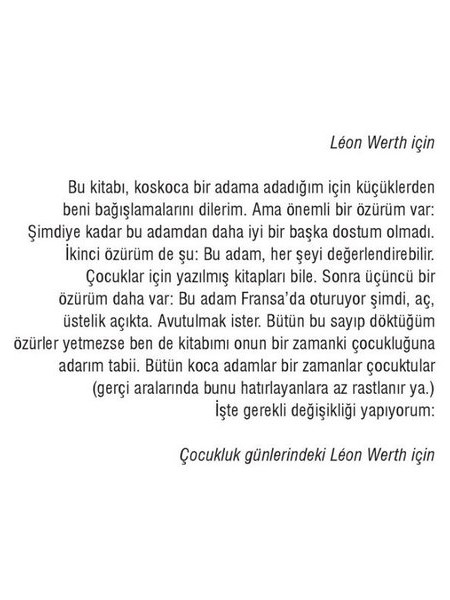 Léon Werth için
Bu kitabı, koskoca bir adama adadığım için küçüklerden
beni bağışlamalarını dilerim. Ama önemli bir özürüm var:
Şimdiye kadar bu adamdan daha iyi bir başka dostum olmadı.
İkinci özürüm de şu: Bu adam, her şeyi değerlendirebilir.
Çocuklar için yazılmış kitapları bile. Sonra üçüncü bir
özürüm daha var: Bu adam Fransa'da oturuyor şimdi, aç,
üstelik açıkta. Avutulmak ister. Bütün bu sayıp döktüğüm
özürler yetmezse ben de kitabımı onun bir zamanki çocukluğuna
adarım tabii. Bütün koca adamlar bir zamanlar çocuktular
(gerçi aralarında bunu hatırlayanlara az rastlanır ya.)
İşte gerekli değişikliği yapıyorum:
Çocukluk günlerindeki Léon Werth için